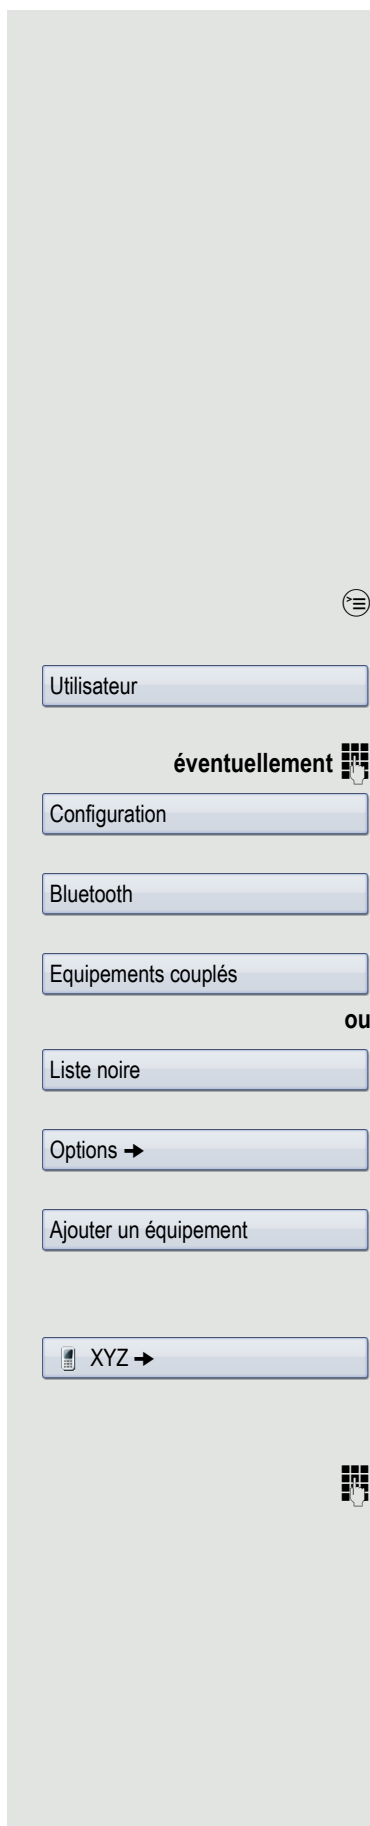 Utilisateur
éventuellement
Configuration
Bluetooth
Equipements couplés
ou
Liste noire
Options →
Ajouter un équipement
XYZ →